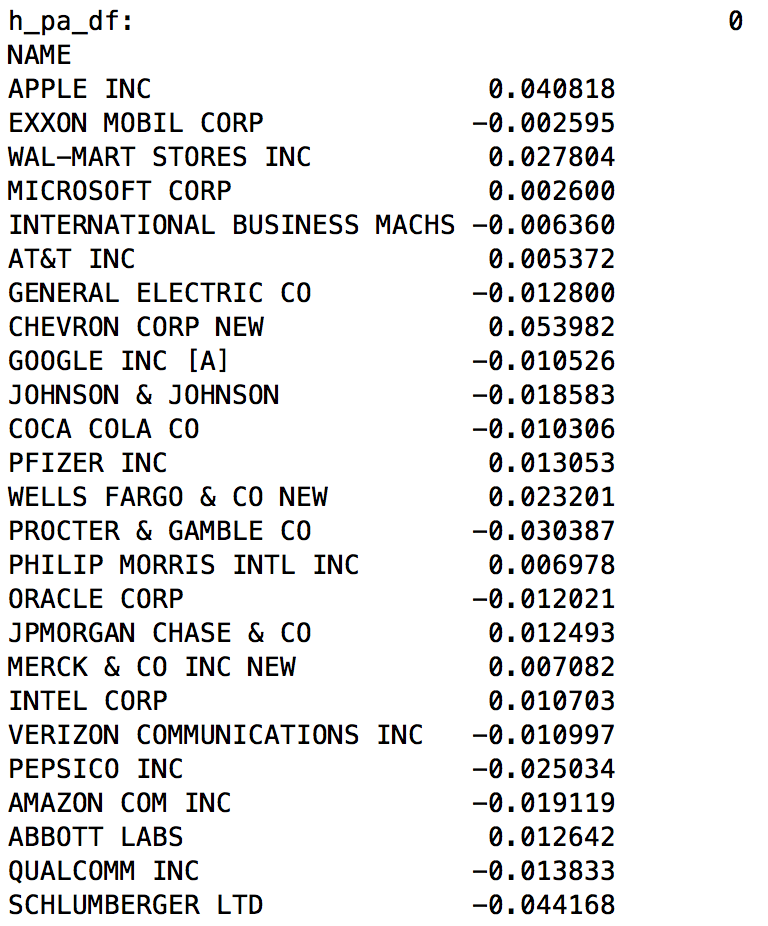 h_pa_df:                                     0
NAME
APPLE INC                     0.040818
EXXON MOBIL CORP             -0.002595
WAL-MART STORES INC           0.027804
MICROSOFT CORP                0.002600
INTERNATIONAL BUSINESS MACHS -0.006360
AT&T INC                      0.005372
GENERAL ELECTRIC CO          -0.012800
CHEVRON CORP NEW              0.053982
GOOGLE INC [A]               -0.010526
JOHNSON & JOHNSON            -0.018583
COCA COLA CO                 -0.010306
PFIZER INC                    0.013053
WELLS FARGO & CO NEW          0.023201
PROCTER & GAMBLE CO          -0.030387
PHILIP MORRIS INTL INC        0.006978
ORACLE CORP                  -0.012021
JPMORGAN CHASE & CO           0.012493
MERCK & CO INC NEW            0.007082
INTEL CORP                    0.010703
VERIZON COMMUNICATIONS INC   -0.010997
PEPSICO INC                  -0.025034
AMAZON COM INC               -0.019119
ABBOTT LABS                   0.012642
QUALCOMM INC                 -0.013833
SCHLUMBERGER LTD             -0.044168